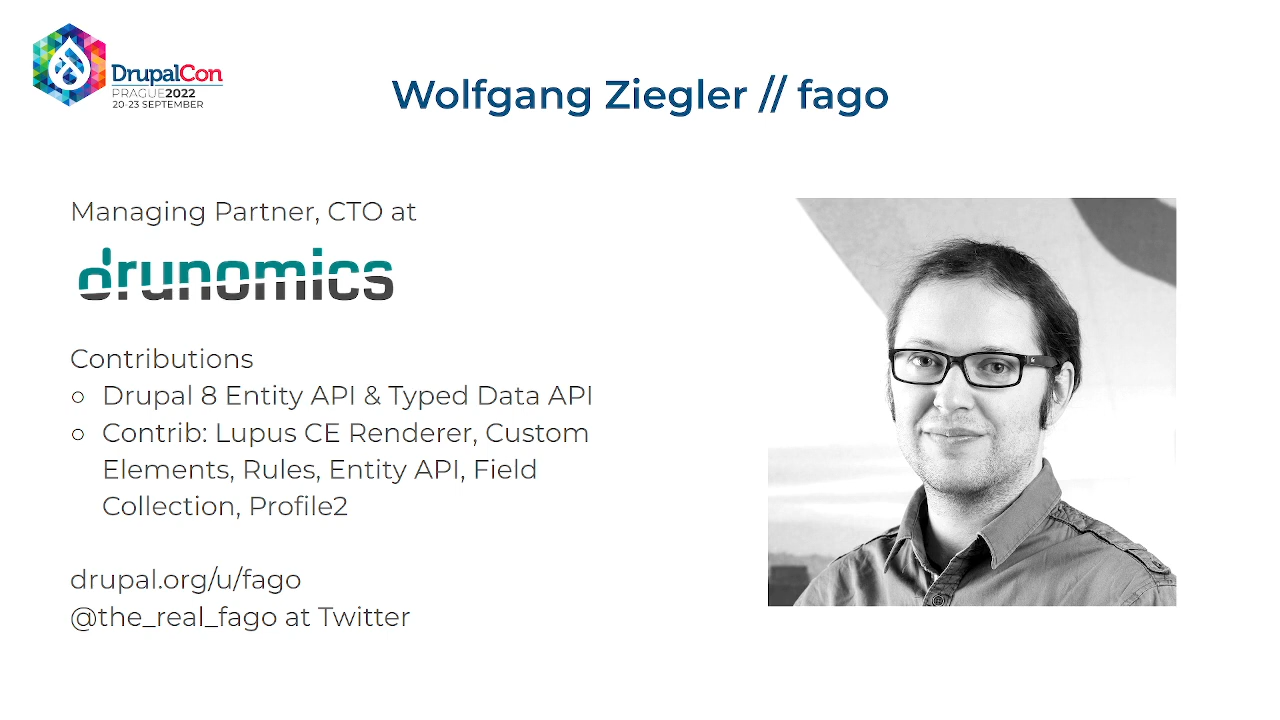 DrupalCon
PRAGUE2022
20-23 SEPTEMBER
Wolfgang Ziegler // fago
Managing Partner, CTO at
drunomics
Contributions
○ Drupal 8 Entity API & Typed Data API
○ Contrib: Lupus CE Renderer, Custom
Elements, Rules, Entity API, Field
Collection, Profile2
drupal.org/u/fago
@the_real_fago at Twitter